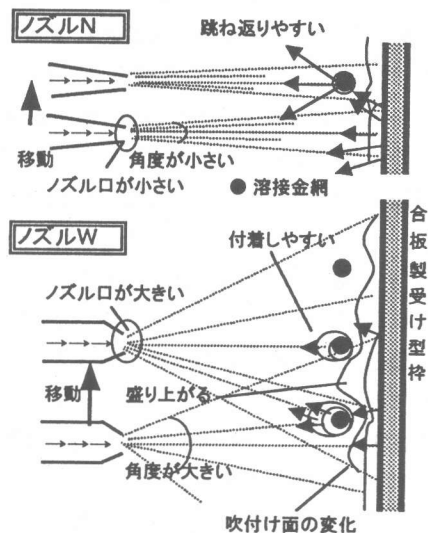 ノズルN
跳ね返りやすい
移動
角度が小さい
ノズル口が小さい
●溶接金網
ノズルW
付着しやすい
合板製受け型枠
ノズル口が大きい
移動
盛り上がる
角度が大きい
吹付け面の変化